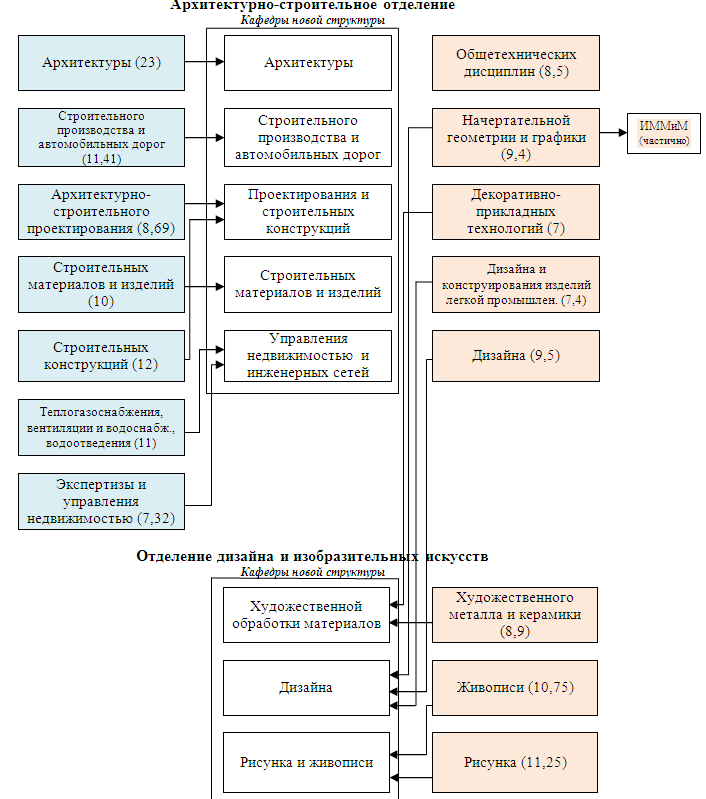 Архитектурно-строительное отделение
Кафедры новой структуры
Архитектуры (23)
Архитектуры
Общетехнических
дисциплин (8,5)
Строительного
производства и
автомобильных дорог
(11,41)
Строительного
производства и
автомобильных дорог
Начертательной
геометрии и графики
(9,4)
ИММиМ
(частично)
Архитектурно-
строительного
проектирования (8,69)
Проектирования и
строительных
конструкций
Декоративно-
прикладных
технологий (7)
Строительных
материалов и изделий
(10)
Строительных
материалов и изделий
Дизайна и
конструирования изделий
легкой промышлен. (7,4)
Строительных
конструкций (12)
Управления
недвижимостью и
инженерных сетей
Дизайна (9,5)
Теплогазоснабжения,
вентиляции и водоснабж.,
водоотведения (11)
Экспертизы и
управления
недвижимостью (7,32)
Отделение дизайна и изобразительных искусств
Кафедры новой структуры
Художественной
обработки материалов
Художественного
металла и керамики
(8,9)
Дизайна
Живописи (10,75)
Рисунка и живописи
Рисунка (11,25)